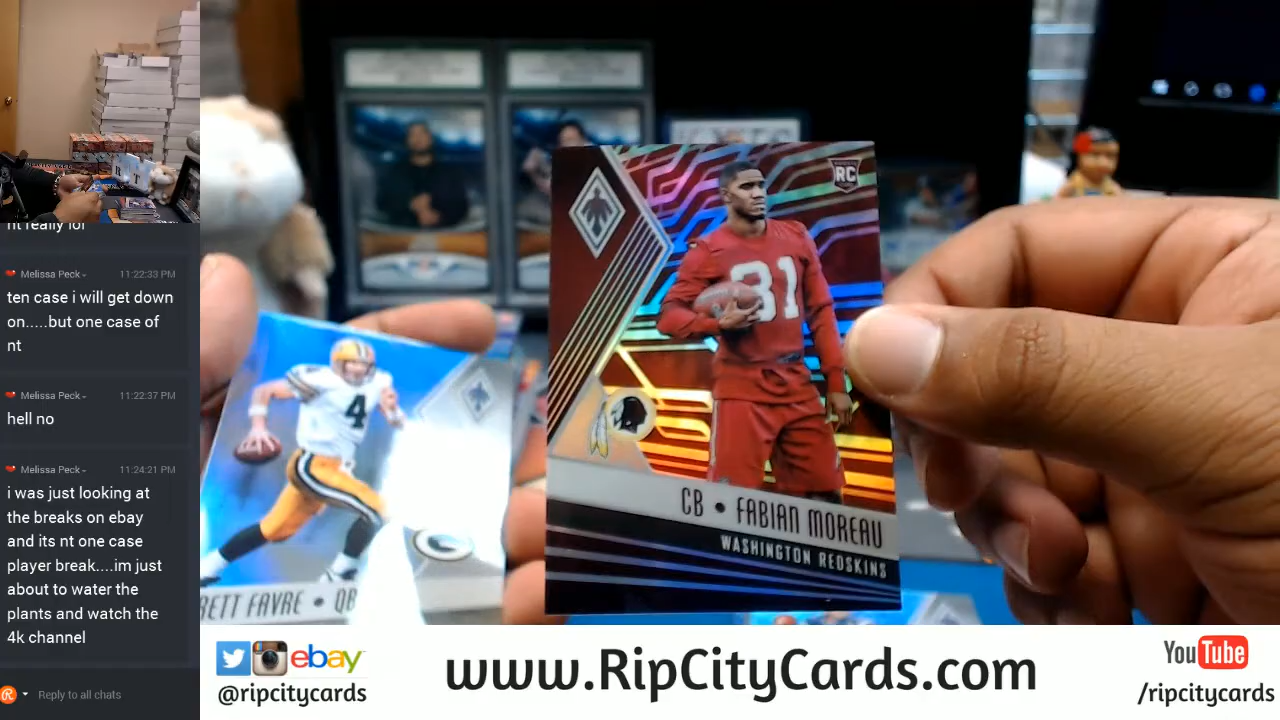 nt really for
Melissa Peck 11:22:33 PM
ten case i will get down
on.....but one case of
nt
Melissa Peck 11:22:37 PM
hell no
Melissa Peck 11:24:21 PM
i was just looking at
the breaks on ebay
and its nt one case
player break....im just
about to water the
plants and watch the
4k channel
Reply to all chats
RC
31
CB • FABIAN MOREAU
WASHINGTON REDSKINS
4
RETT FAVRE • QB
ebay
@ripcitycards
www.RipCityCards.com
YouTube
/ripcitycards